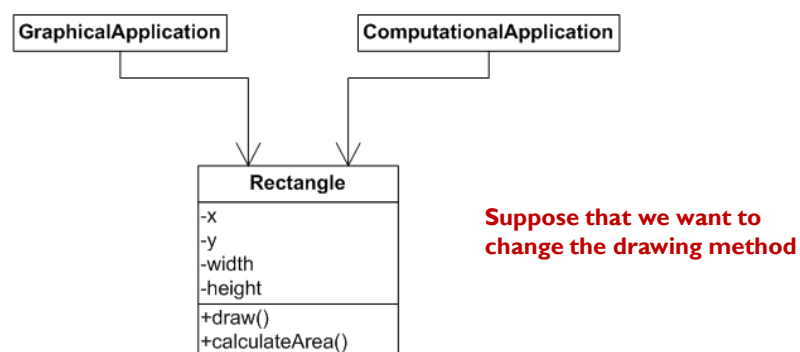 GraphicalApplication
ComputationalApplication
Rectangle
-x
-y
-width
-height
+draw()
+calculateArea()
Suppose that we want to
change the drawing method